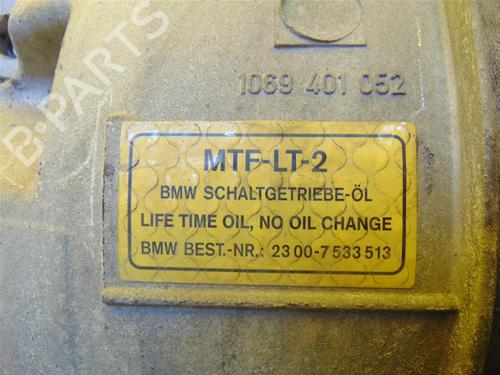 1069 401 052
MTF-LT-2
BMW SCHALTGETRIEBE-ÖL
LIFE TIME OIL, NO OIL CHANGE
BMW BEST.-NR.: 23 00-7 533 513
B-PARTS